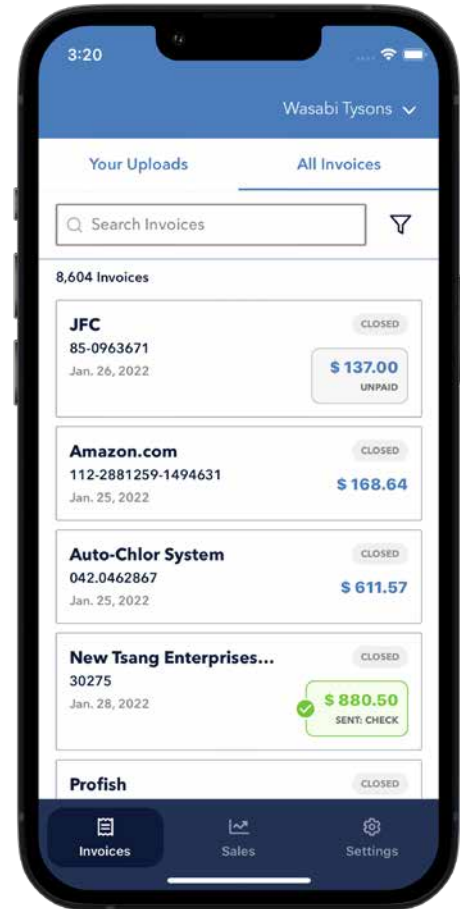 3:20
Wasabi Tysons
Your Uploads
All Invoices
Search Invoices
8,604 Invoices
JFC
CLOSED
85-0963671
Jan. 26, 2022
$ 137.00
UNPAID
Amazon.com
CLOSED
112-2881259-1494631
Jan. 25, 2022
$ 168.64
Auto-Chlor System
CLOSED
042.0462867
Jan. 25, 2022
$ 611.57
New Tsang Enterprises...
CLOSED
30275
Jan. 28, 2022
$ 880.50
SENT: CHECK
Profish
CLOSED
Invoices
Sales
Settings